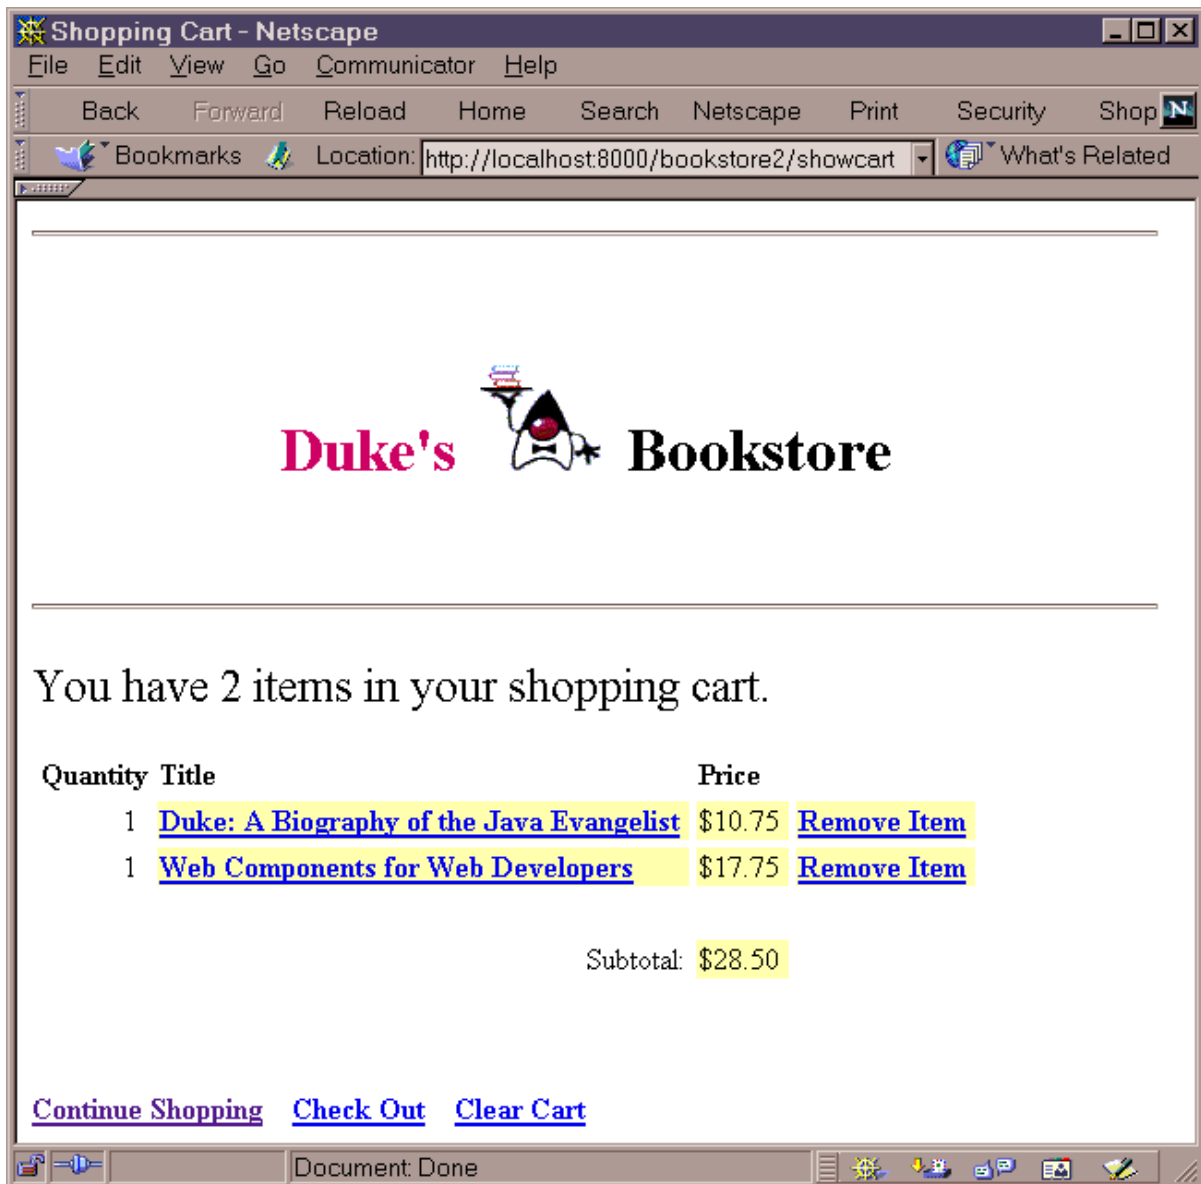 Shopping Cart - Netscape
File Edit View Go Communicator Help
Back Forward Reload Home Search Netscape Print Security Shop N
Bookmarks Location: http://localhost:8000/bookstore2/showcart What's Related
Duke's Bookstore
You have 2 items in your shopping cart.
Quantity Title Price
1 Duke: A Biography of the Java Evangelist $10.75 Remove Item
1 Web Components for Web Developers $17.75 Remove Item
Subtotal: $28.50
Continue Shopping Check Out Clear Cart
Document: Done